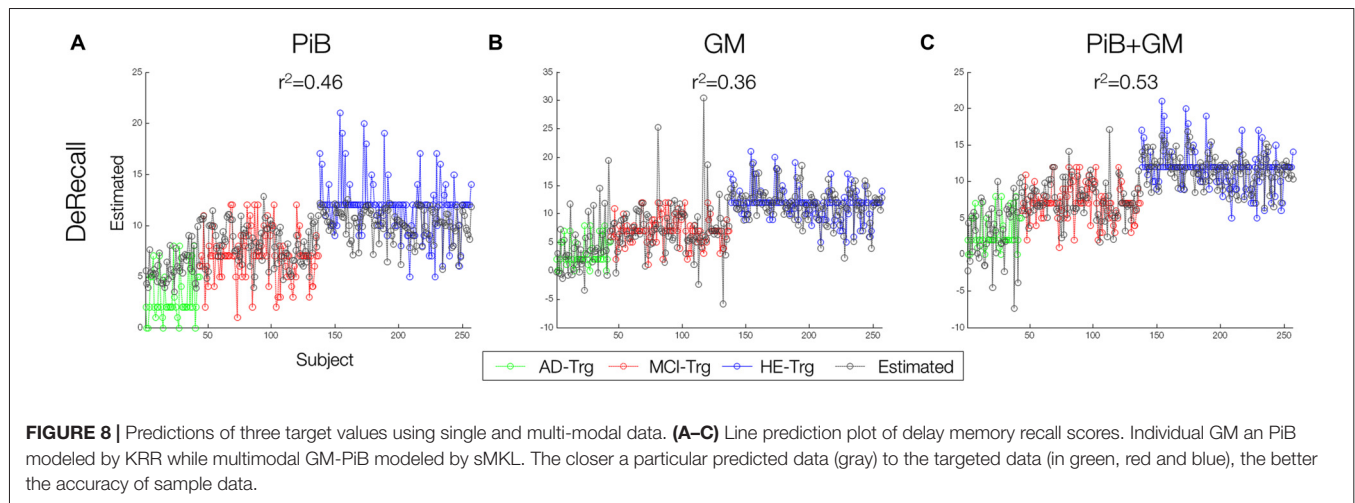 A
PiB
B
GM
C
PiB+GM
r²=0.46
r²=0.36
r²=0.53
DeRecall
Estimated
25
20
15
10
5
0
50
100
150
200
250
35
30
25
20
15
10
5
0
-5
-10
50
100
150
200
250
25
20
15
10
5
0
-5
-10
50
100
150
200
250
Subject
AD-Trg
MCI-Trg
HE-Trg
Estimated
FIGURE 8 | Predictions of three target values using single and multi-modal data. (A–C) Line prediction plot of delay memory recall scores. Individual GM an PiB
modeled by KRR while multimodal GM-PiB modeled by sMKL. The closer a particular predicted data (gray) to the targeted data (in green, red and blue), the better
the accuracy of sample data.